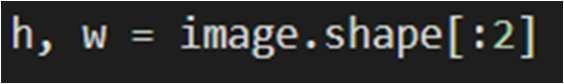 h, w = image.shape[:2]